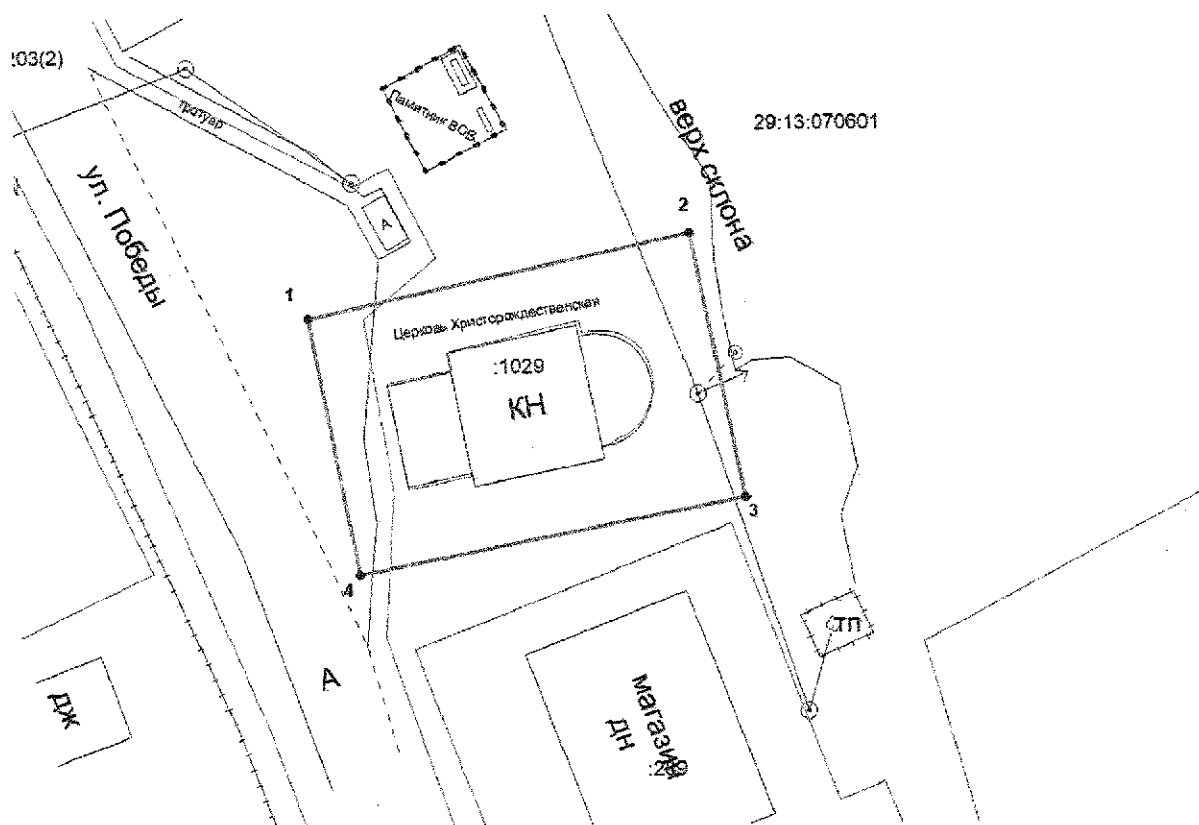 :03(2)
тротуар
Памятник ВОВ
верх склона
29:13:070601
ул. Победы
А
2
1
Церковь Христорождественская
:1029
КН
3
4
ТП
А
ДЖ
магазин
ДН